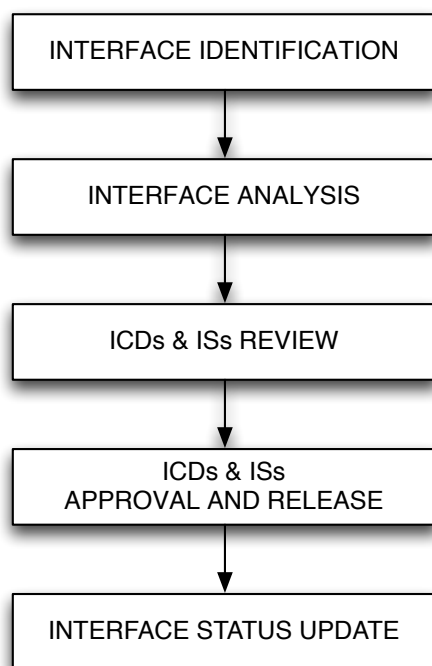 INTERFACE IDENTIFICATION
INTERFACE ANALYSIS
ICDs & ISs REVIEW
ICDs & ISs
APPROVAL AND RELEASE
INTERFACE STATUS UPDATE